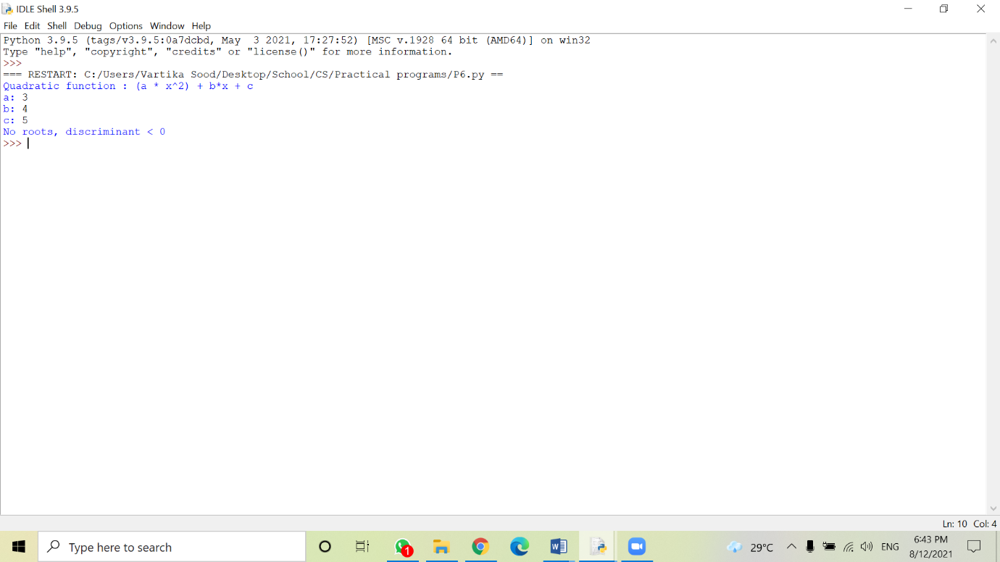 IDLE Shell 3.9.5
File Edit Shell Debug Options Window Help
Python 3.9.5 (tags/v3.9.5:0a7dcbd, May  3 2021, 17:27:52) [MSC v.1928 64 bit (AMD64)] on win32
Type "help", "copyright", "credits" or "license()" for more information.
>>>
=== RESTART: C:/Users/Vartika Sood/Desktop/School/CS/Practical programs/P6.py ==
Quadratic function : (a * x^2) + b*x + c
a: 3
b: 4
c: 5
No roots, discriminant < 0
>>>
Ln: 10 Col: 4
Type here to search
1
29°C
ENG
6:43 PM
8/12/2021